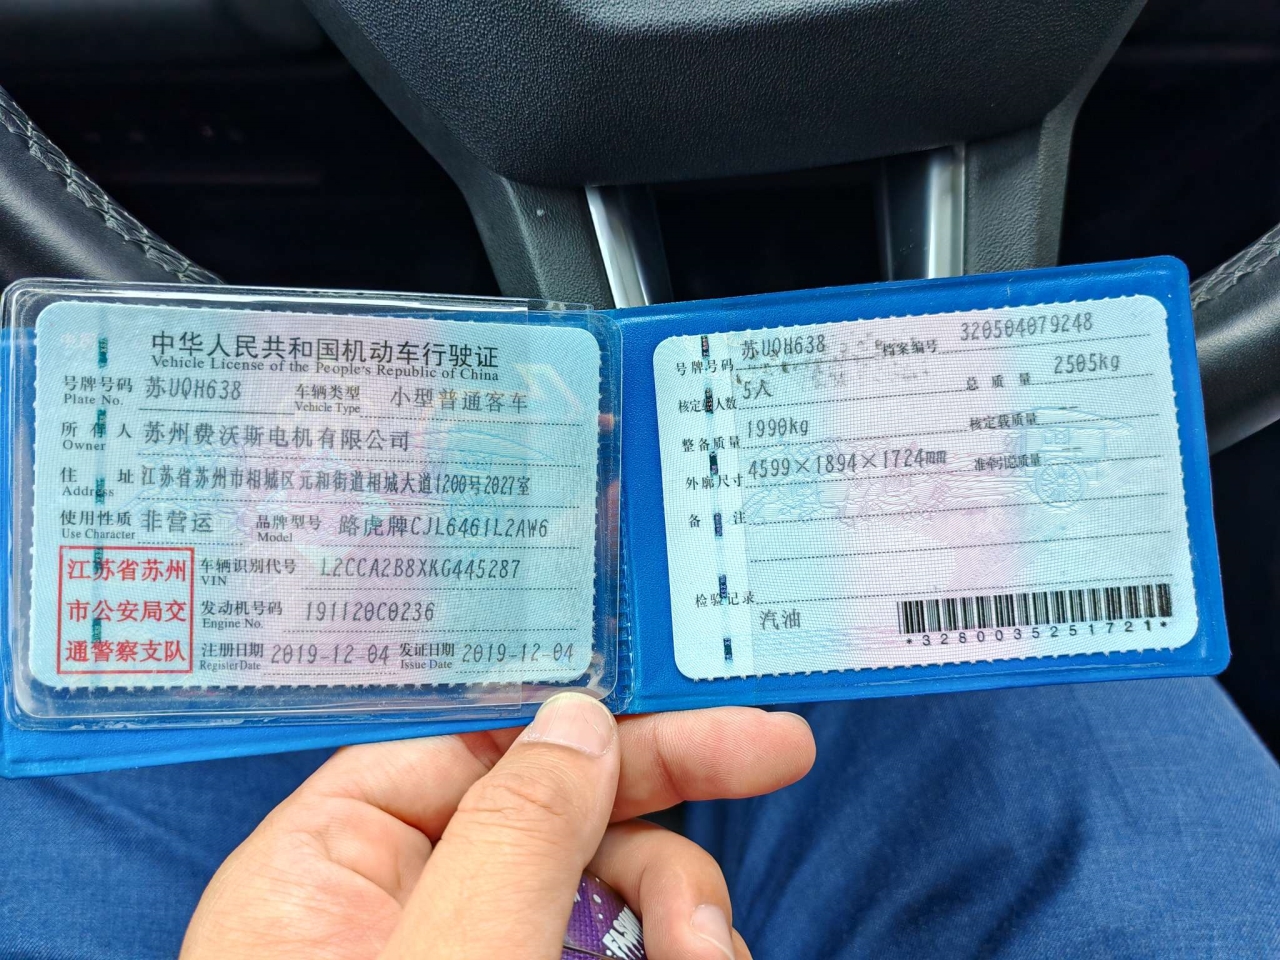 中华人民共和国机动车行驶证
Vehicle License of the People's Republic of China
号牌号码 苏UQH638 车辆类型 小型普通客车
Plate No. Vehicle Type
所有人 苏州费沃斯电机有限公司
Owner
住址 江苏省苏州市相城区元和街道相城大道1200号2027室
Address
使用性质 非营运 品牌型号 路虎牌CJL6461L2AW6
Use Character Model
江苏省苏州
市公安局交
通警察支队
车辆识别代号 L2CCA2B8XKG445287
VIN
发动机号码 191120C0236
Engine No.
注册日期 2019-12-04 发证日期 2019-12-04
Register Date Issue Date
号牌号码 苏UQH638 档案编号 320504079248
核定载人数 5人 总质量 2505kg
整备质量 1990kg 核定载质量 --
外廓尺寸 4599×1894×1724mm 准牵引总质量 --
备注
检验记录
汽油
*3280035251721*